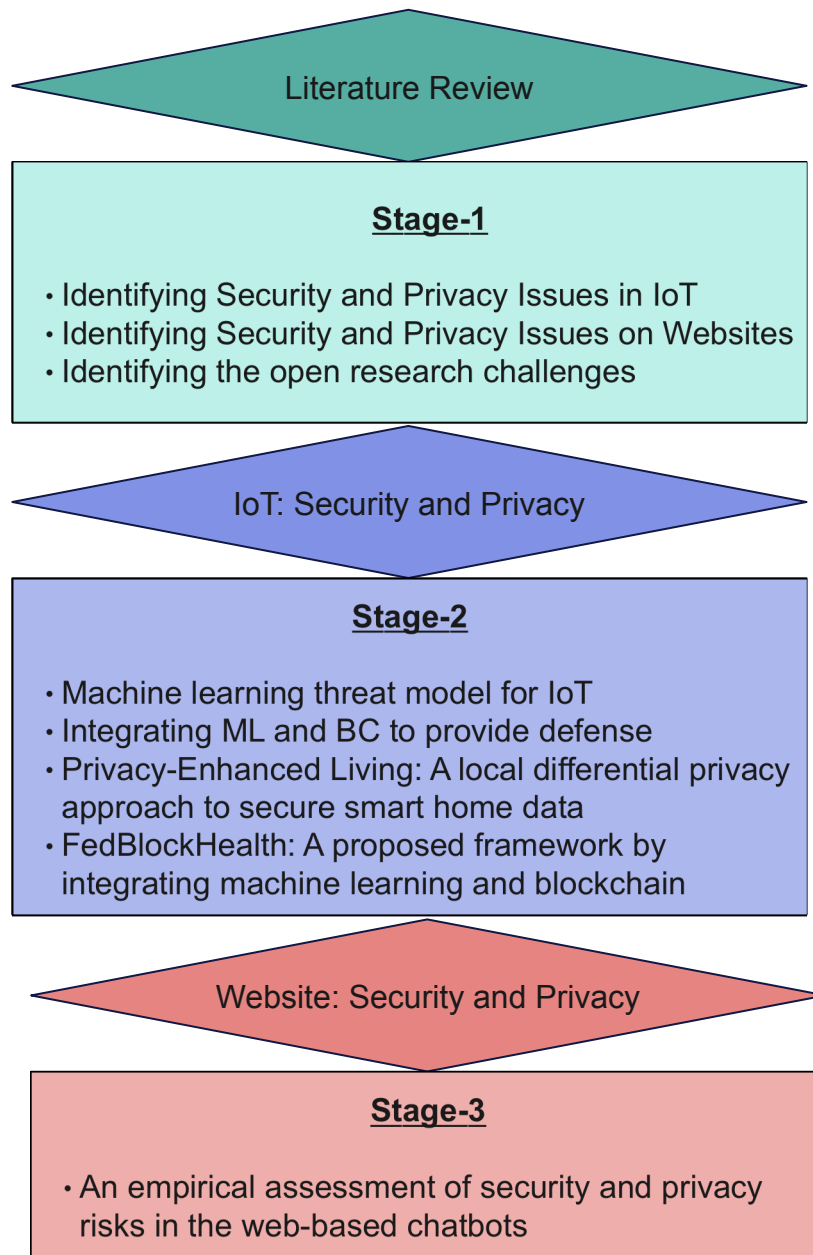 Literature Review
Stage-1
• Identifying Security and Privacy Issues in IoT
• Identifying Security and Privacy Issues on Websites
• Identifying the open research challenges
IoT: Security and Privacy
Stage-2
• Machine learning threat model for IoT
• Integrating ML and BC to provide defense
• Privacy-Enhanced Living: A local differential privacy
approach to secure smart home data
• FedBlockHealth: A proposed framework by
integrating machine learning and blockchain
Website: Security and Privacy
Stage-3
• An empirical assessment of security and privacy
risks in the web-based chatbots